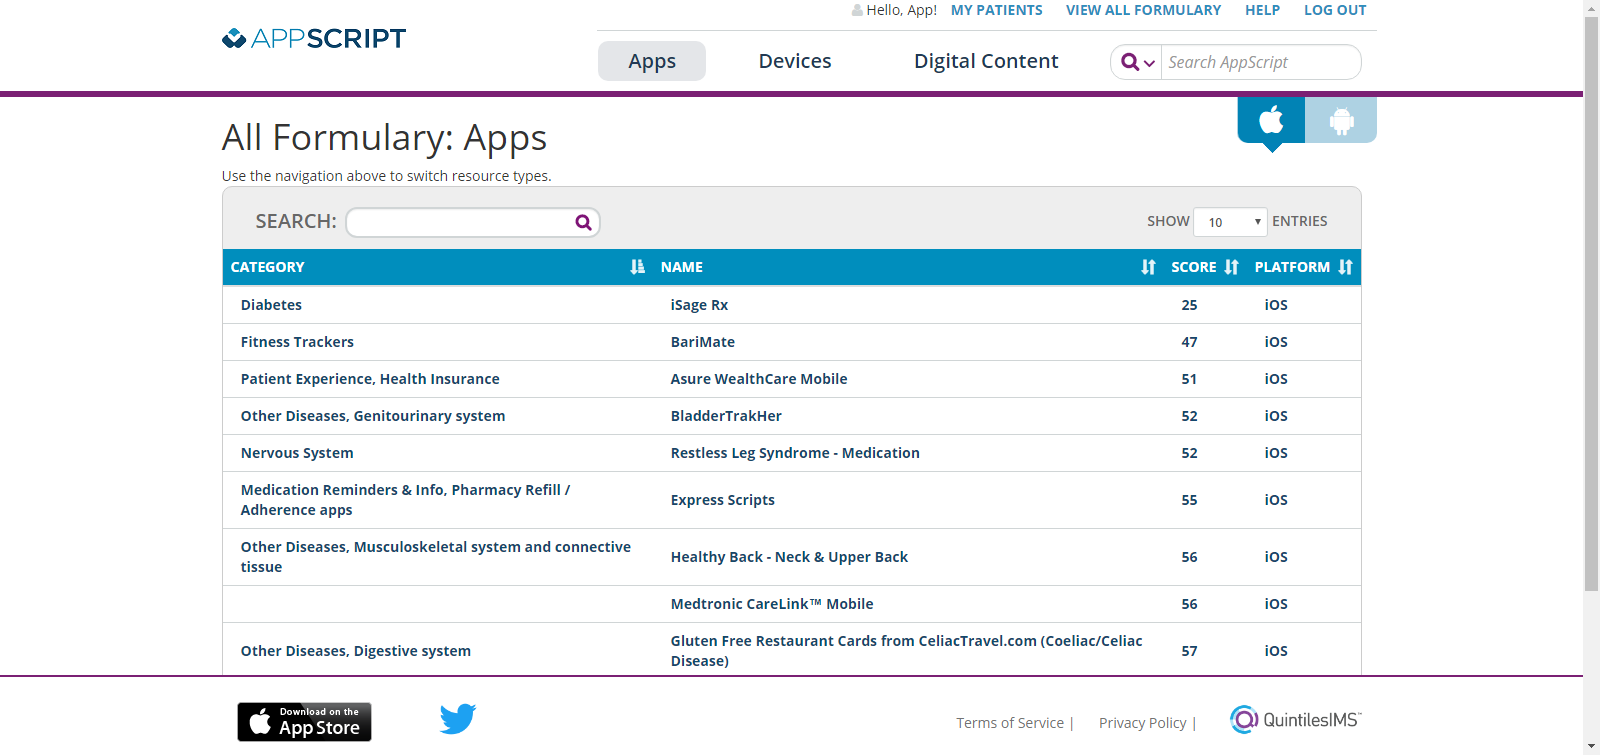 Hello, App! MY PATIENTS VIEW ALL FORMULARY HELP LOG OUT
APPSCRIPT
Apps Devices Digital Content Search AppScript
All Formulary: Apps
Use the navigation above to switch resource types.
SEARCH: SHOW 10 ENTRIES
CATEGORY NAME SCORE PLATFORM
Diabetes iSage Rx 25 iOS
Fitness Trackers BariMate 47 iOS
Patient Experience, Health Insurance Asure WealthCare Mobile 51 iOS
Other Diseases, Genitourinary system BladderTrakHer 52 iOS
Nervous System Restless Leg Syndrome - Medication 52 iOS
Medication Reminders & Info, Pharmacy Refill /
Adherence apps Express Scripts 55 iOS
Other Diseases, Musculoskeletal system and connective
tissue Healthy Back - Neck & Upper Back 56 iOS
Medtronic CareLink™ Mobile 56 iOS
Other Diseases, Digestive system Gluten Free Restaurant Cards from CeliacTravel.com (Coeliac/Celiac
Disease) 57 iOS
Download on the
App Store
Terms of Service | Privacy Policy | QuintilesIMS™